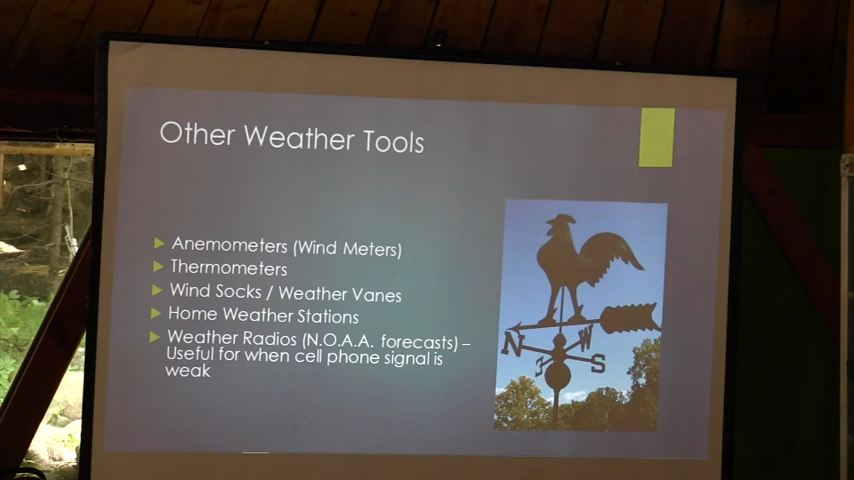 Other Weather Tools
Anemometers (Wind Meters)
Thermometers
Wind Socks / Weather Vanes
Home Weather Stations
Weather Radios (N.O.A.A. forecasts) –
Useful for when cell phone signal is
weak
N
W
S